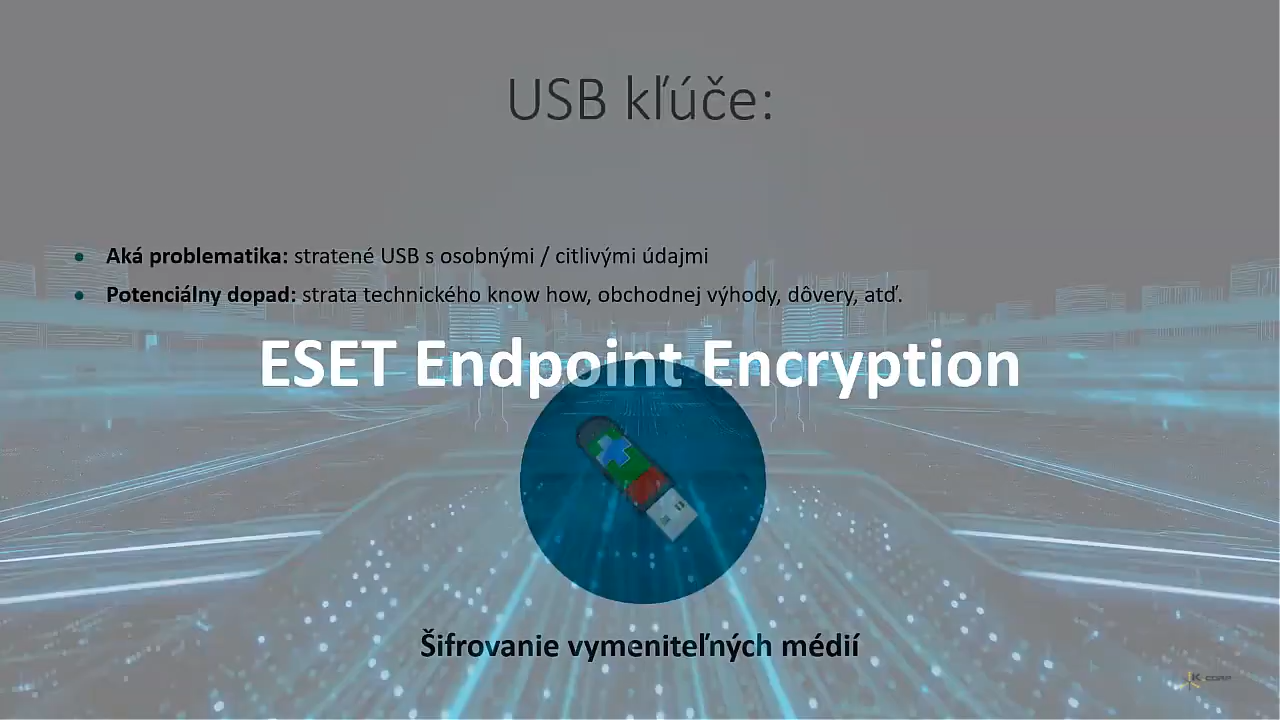 USB kľúče:
Aká problematika: stratené USB s osobnými / citlivými údajmi
Potenciálny dopad: strata technického know how, obchodnej výhody, dôvery, atď.
ESET Endpoint Encryption
Šifrovanie vymeniteľných médií
K CORP